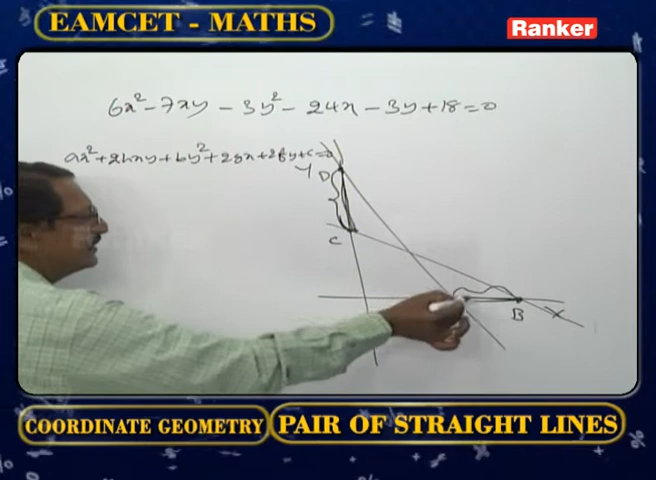 EAMCET - MATHS
Ranker
6x² - 7xy - 3y² - 24x - 3y + 18 = 0
ax² + 2hxy + by² + 2gx + 2fy + c = 0
Y D
C
B X
COORDINATE GEOMETRY PAIR OF STRAIGHT LINES